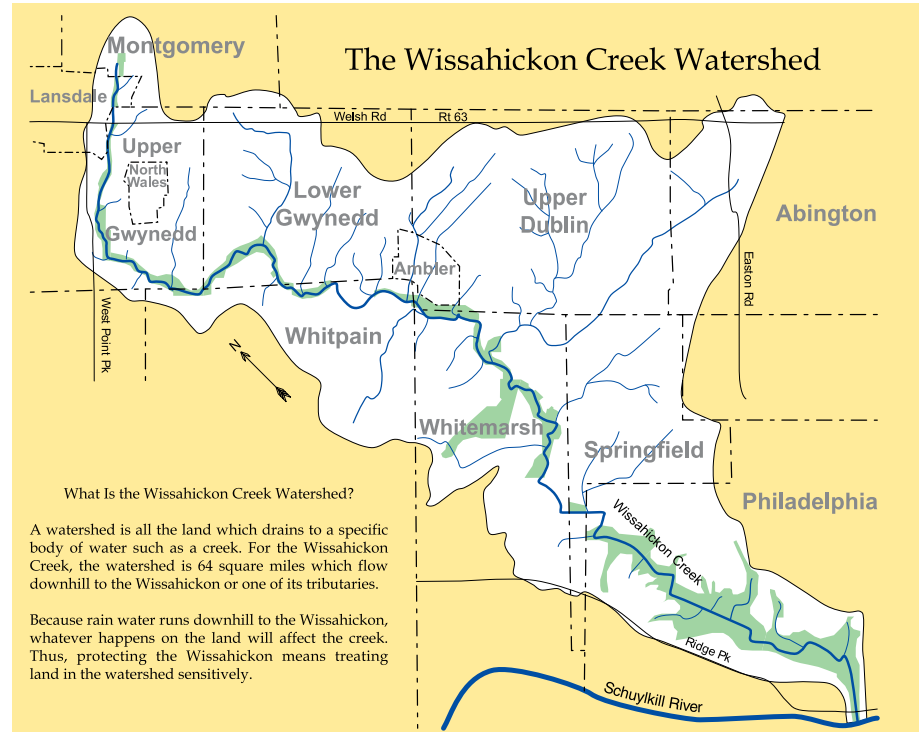 The Wissahickon Creek Watershed
Montgomery
Lansdale
Welsh Rd
Rt 63
Upper
North
Wales
Gwynedd
Lower
Gwynedd
Upper
Dublin
Abington
Ambler
Easton Rd
West Point Pk
Whitpain
N
Whitemarsh
Springfield
Philadelphia
What Is the Wissahickon Creek Watershed?
A watershed is all the land which drains to a specific
body of water such as a creek. For the Wissahickon
Creek, the watershed is 64 square miles which flow
downhill to the Wissahickon or one of its tributaries.
Because rain water runs downhill to the Wissahickon,
whatever happens on the land will affect the creek.
Thus, protecting the Wissahickon means treating
land in the watershed sensitively.
Wissahickon Creek
Ridge Pk
Schuylkill River